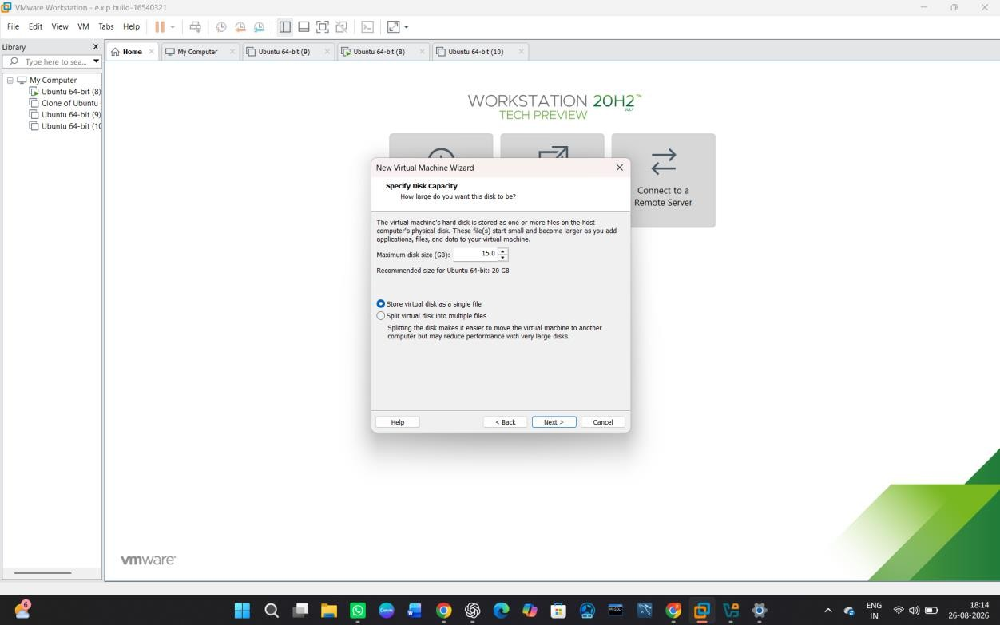 VMware Workstation - e.x.p build-16540321
File Edit View VM Tabs Help
Library
Type here to sea...
Home
My Computer
Ubuntu 64-bit (9)
Ubuntu 64-bit (8)
Ubuntu 64-bit (10)
My Computer
Ubuntu 64-bit (8)
Clone of Ubuntu
Ubuntu 64-bit (9)
Ubuntu 64-bit (10
WORKSTATION 20H2™
JULY
TECH PREVIEW
Connect to a
Remote Server
New Virtual Machine Wizard
Specify Disk Capacity
How large do you want this disk to be?
The virtual machine's hard disk is stored as one or more files on the host
computer's physical disk. These file(s) start small and become larger as you add
applications, files, and data to your virtual machine.
Maximum disk size (GB): 15.0
Recommended size for Ubuntu 64-bit: 20 GB
Store virtual disk as a single file
Split virtual disk into multiple files
Splitting the disk makes it easier to move the virtual machine to another
computer but may reduce performance with very large disks.
Help < Back Next > Cancel
vmware
6
Canva
W
BETA
MySQL
ENG
IN
18:14
26-08-2026